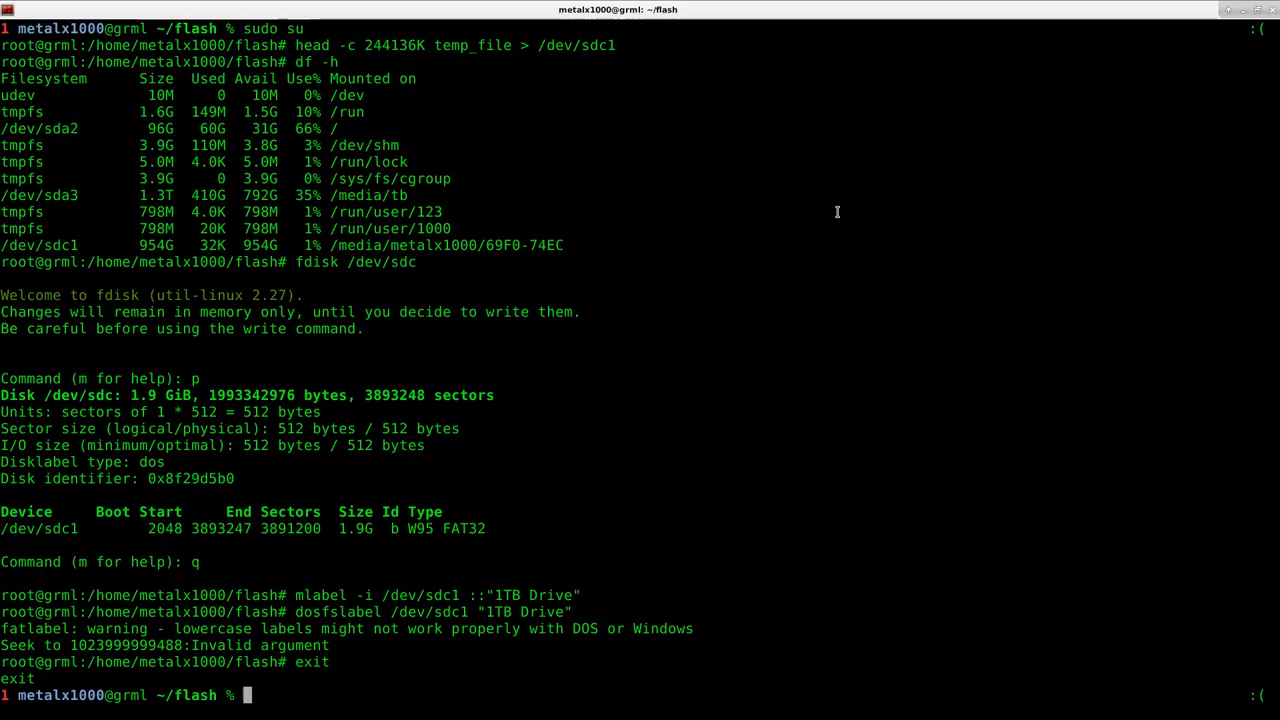 metalx1000@grml: ~/flash
1 metalx1000@grml ~/flash % sudo su :(
root@grml:/home/metalx1000/flash# head -c 244136K temp_file > /dev/sdc1
root@grml:/home/metalx1000/flash# df -h
Filesystem      Size  Used Avail Use% Mounted on
udev             10M     0   10M   0% /dev
tmpfs           1.6G  149M  1.5G  10% /run
/dev/sda2        96G   60G   31G  66% /
tmpfs           3.9G  110M  3.8G   3% /dev/shm
tmpfs           5.0M  4.0K  5.0M   1% /run/lock
tmpfs           3.9G     0  3.9G   0% /sys/fs/cgroup
/dev/sda3       1.3T  410G  792G  35% /media/tb
tmpfs           798M  4.0K  798M   1% /run/user/123
tmpfs           798M   20K  798M   1% /run/user/1000
/dev/sdc1       954G   32K  954G   1% /media/metalx1000/69F0-74EC
root@grml:/home/metalx1000/flash# fdisk /dev/sdc
Welcome to fdisk (util-linux 2.27).
Changes will remain in memory only, until you decide to write them.
Be careful before using the write command.
Command (m for help): p
Disk /dev/sdc: 1.9 GiB, 1993342976 bytes, 3893248 sectors
Units: sectors of 1 * 512 = 512 bytes
Sector size (logical/physical): 512 bytes / 512 bytes
I/O size (minimum/optimal): 512 bytes / 512 bytes
Disklabel type: dos
Disk identifier: 0x8f29d5b0
Device     Boot Start     End Sectors  Size Id Type
/dev/sdc1        2048 3893247 3891200  1.9G  b W95 FAT32
Command (m for help): q
root@grml:/home/metalx1000/flash# mlabel -i /dev/sdc1 ::"1TB Drive"
root@grml:/home/metalx1000/flash# dosfslabel /dev/sdc1 "1TB Drive"
fatlabel: warning - lowercase labels might not work properly with DOS or Windows
Seek to 1023999999488:Invalid argument
root@grml:/home/metalx1000/flash# exit
exit
1 metalx1000@grml ~/flash % :(